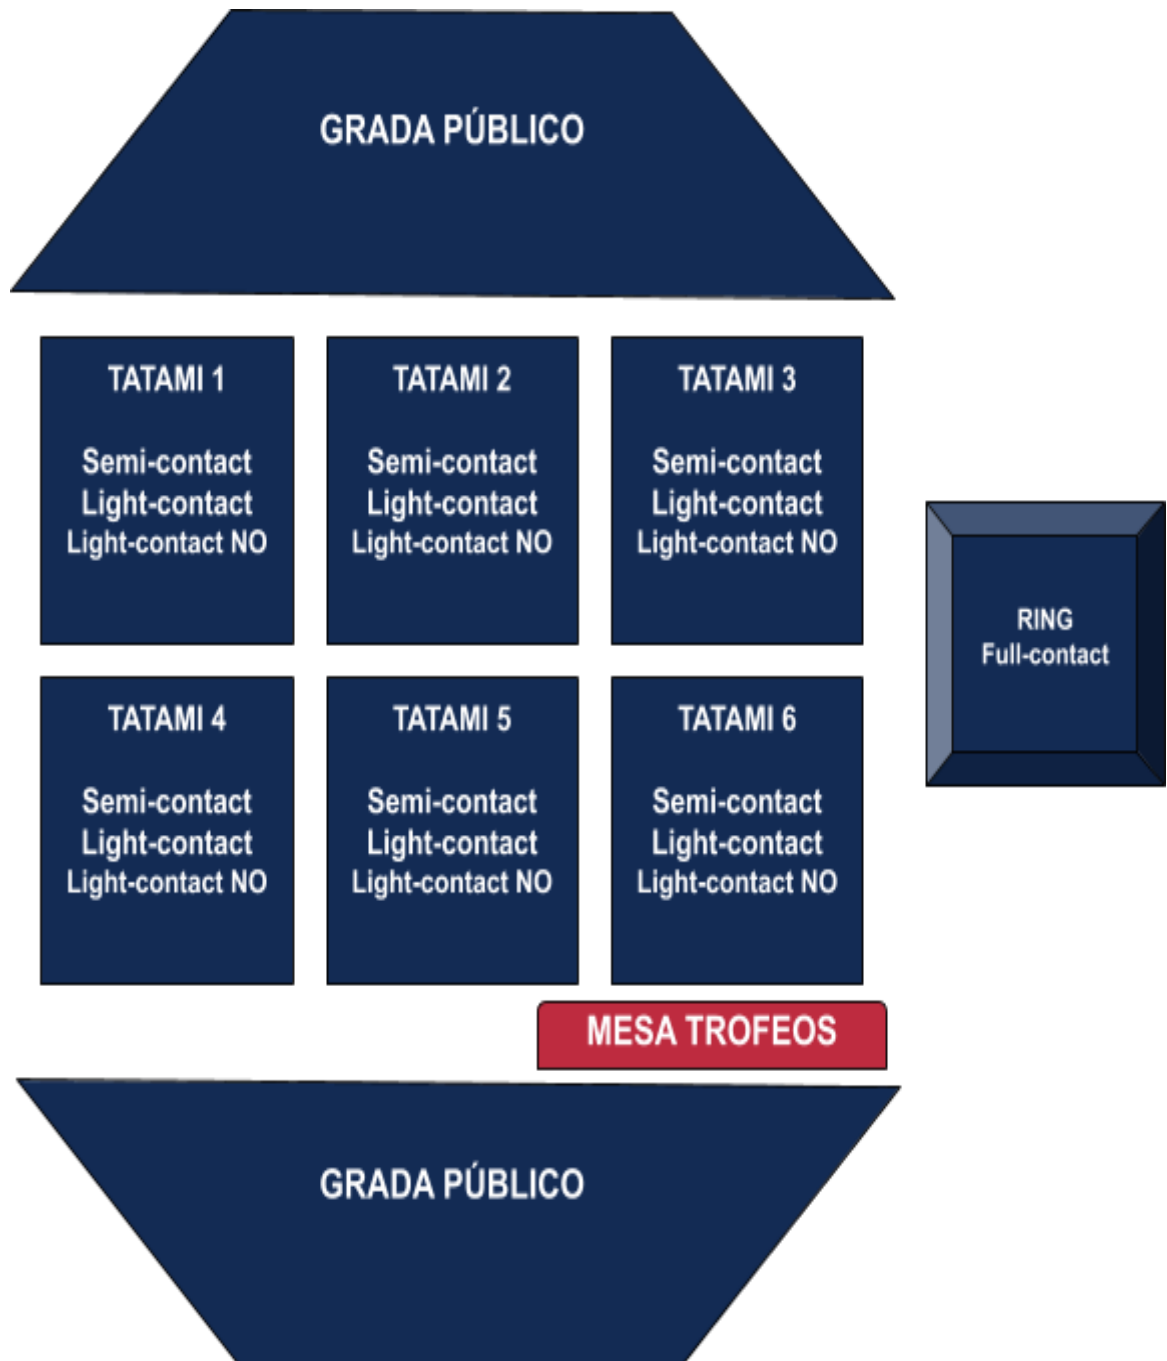 GRADA PÚBLICO
TATAMI 1
Semi-contact
Light-contact
Light-contact NO
TATAMI 2
Semi-contact
Light-contact
Light-contact NO
TATAMI 3
Semi-contact
Light-contact
Light-contact NO
RING
Full-contact
TATAMI 4
Semi-contact
Light-contact
Light-contact NO
TATAMI 5
Semi-contact
Light-contact
Light-contact NO
TATAMI 6
Semi-contact
Light-contact
Light-contact NO
MESA TROFEOS
GRADA PÚBLICO